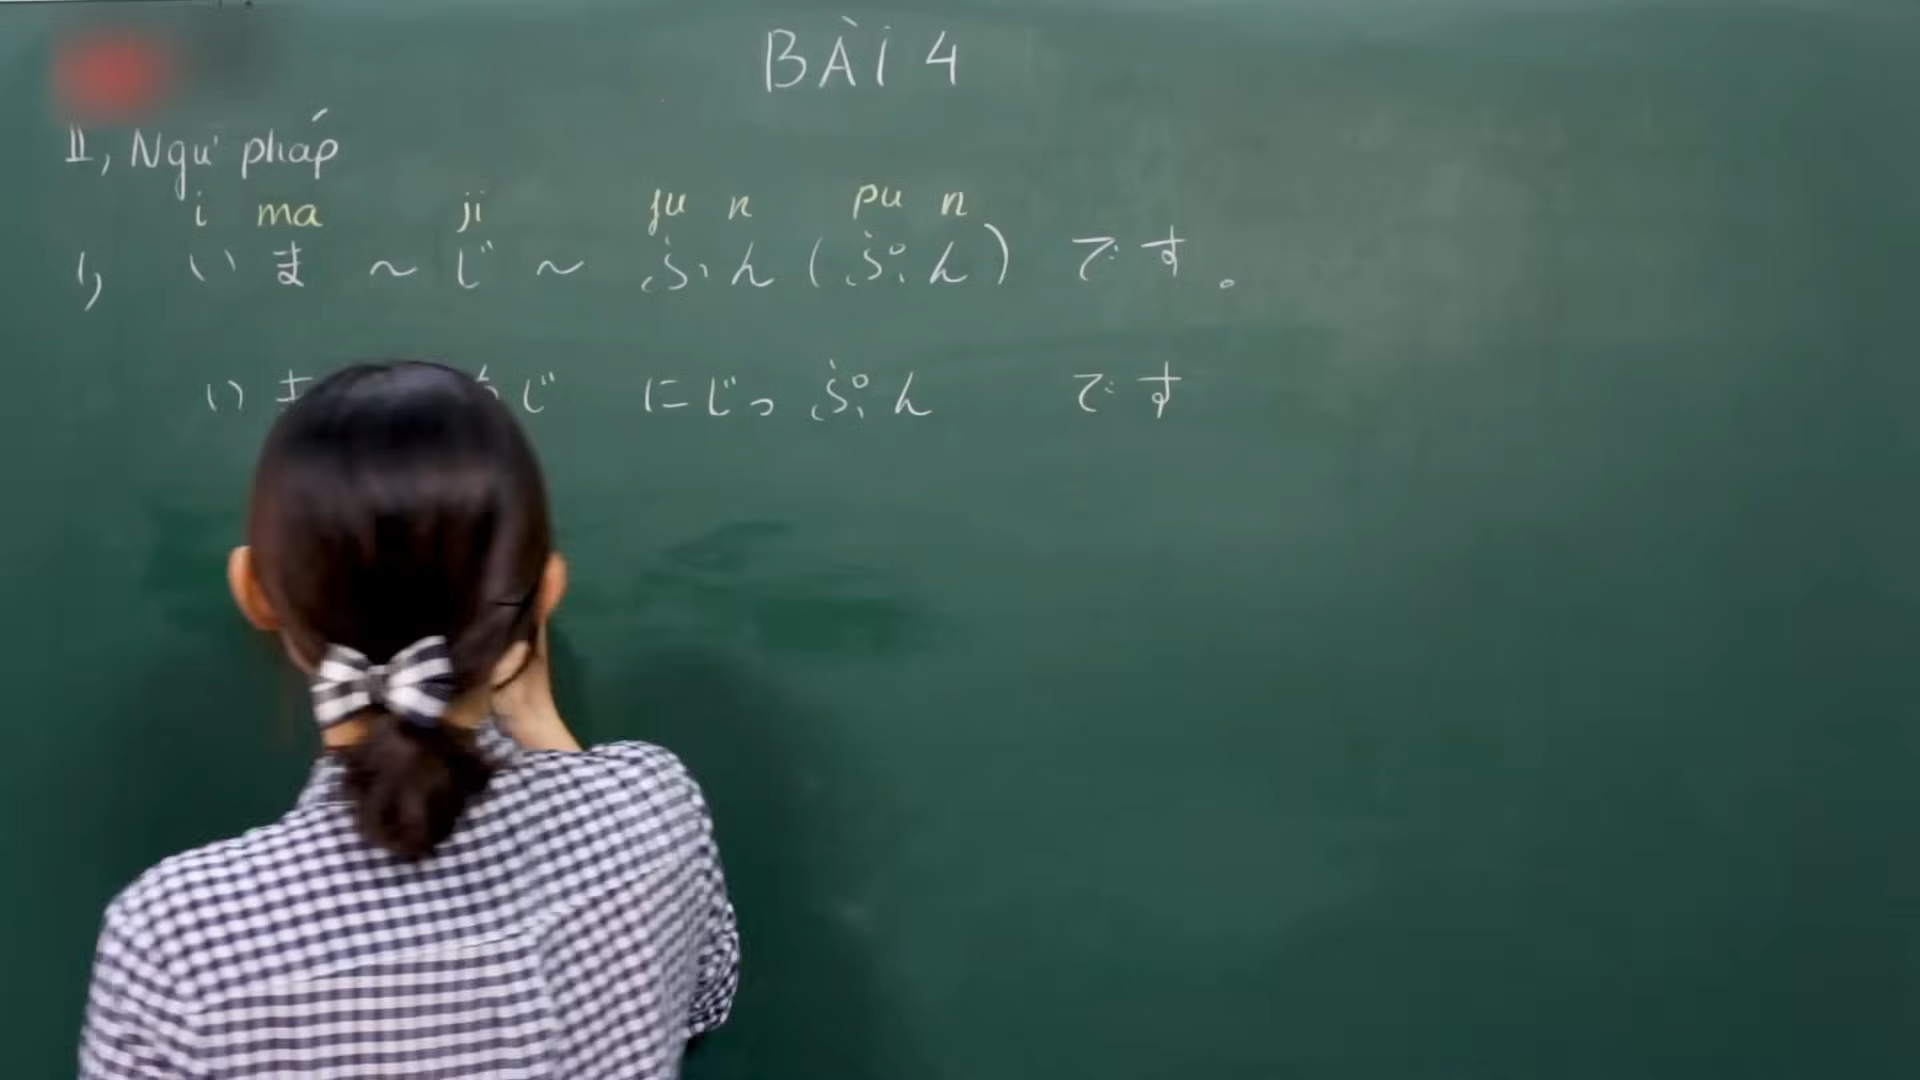 BÀI 4
II, Ngữ pháp
i ma ji fu n pu n
1, いま ~ じ ~ ふん (ぷん) です。
いま じ にじっぷん です